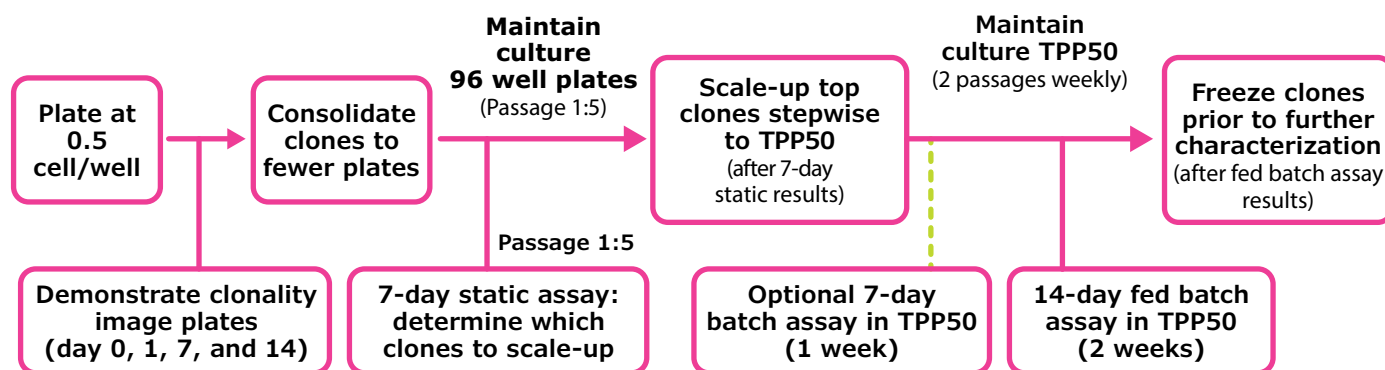 Plate at
0.5
cell/well
Consolidate
clones to
fewer plates
Maintain
culture
96 well plates
(Passage 1:5)
Scale-up top
clones stepwise
to TPP50
(after 7-day
static results)
Maintain
culture TPP50
(2 passages weekly)
Freeze clones
prior to further
characterization
(after fed batch assay
results)
Demonstrate clonality
image plates
(day 0, 1, 7, and 14)
Passage 1:5
7-day static assay:
determine which
clones to scale-up
Optional 7-day
batch assay in TPP50
(1 week)
14-day fed batch
assay in TPP50
(2 weeks)